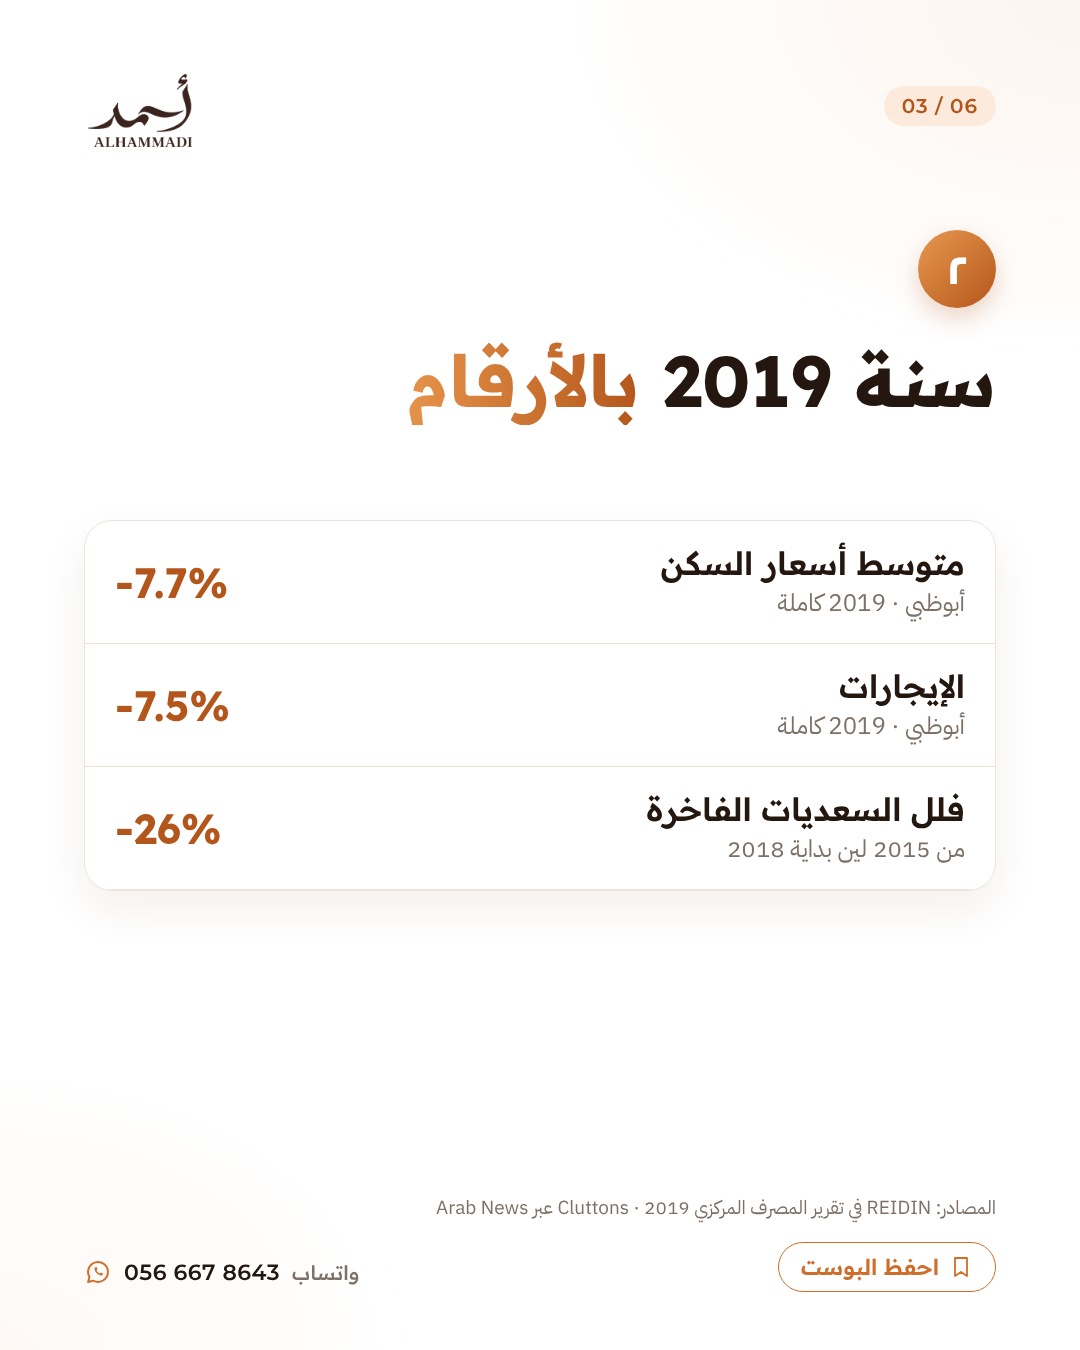 أحمد
ALHAMMADI
03 / 06
٢
سنة 2019 بالأرقام
متوسط أسعار السكن
أبوظبي · 2019 كاملة
-7.7%
الإيجارات
أبوظبي · 2019 كاملة
-7.5%
فلل السعديات الفاخرة
من 2015 لين بداية 2018
-26%
المصادر: REIDIN في تقرير المصرف المركزي 2019 · Cluttons عبر Arab News
احفظ البوست
واتساب 056 667 8643